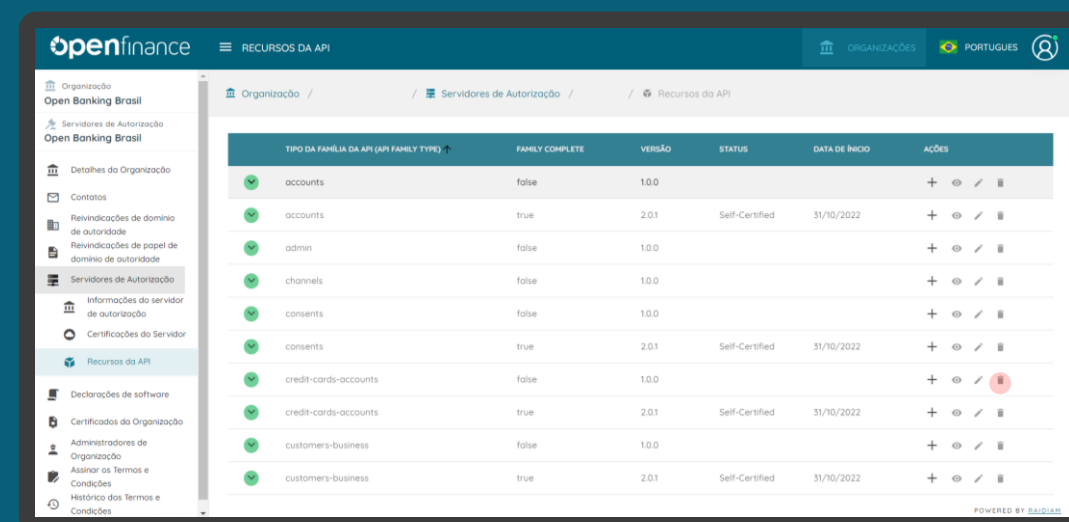 openfinance
RECURSOS DA API
ORGANIZAÇÕES
PORTUGUES
Organização
Open Banking Brasil
Servidores de Autorização
Open Banking Brasil
Detalhes da Organização
Contatos
Reivindicações de domínio
de autoridade
Reivindicações de papel de
domínio de autoridade
Servidores de Autorização
Informações do servidor
de autorização
Certificações do Servidor
Recursos da API
Declarações de software
Certificados da Organização
Administradores de
Organização
Assinar os Termos e
Condições
Histórico dos Termos e
Condições
Organização / / Servidores de Autorização / / Recursos da API
TIPO DA FAMÍLIA DA API (API FAMILY TYPE) ↑ FAMILY COMPLETE VERSÃO STATUS DATA DE ÍNICIO AÇÕES
accounts false 1.0.0
accounts true 2.0.1 Self-Certified 31/10/2022
admin false 1.0.0
channels false 1.0.0
consents false 1.0.0
consents true 2.0.1 Self-Certified 31/10/2022
credit-cards-accounts false 1.0.0
credit-cards-accounts true 2.0.1 Self-Certified 31/10/2022
customers-business false 1.0.0
customers-business true 2.0.1 Self-Certified 31/10/2022
POWERED BY RAIDIAM